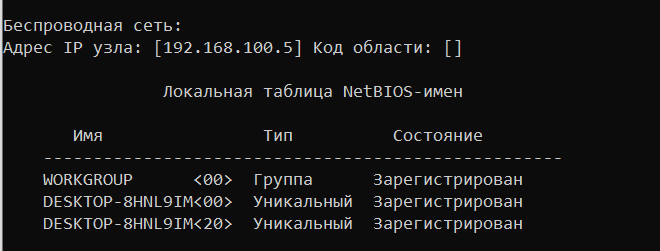 Беспроводная сеть:
Адрес IP узла: [192.168.100.5] Код области: []
Локальная таблица NetBIOS-имен
Имя Тип Состояние
----------------------------------------------------
WORKGROUP <00> Группа Зарегистрирован
DESKTOP-8HNL9IM<00> Уникальный Зарегистрирован
DESKTOP-8HNL9IM<20> Уникальный Зарегистрирован